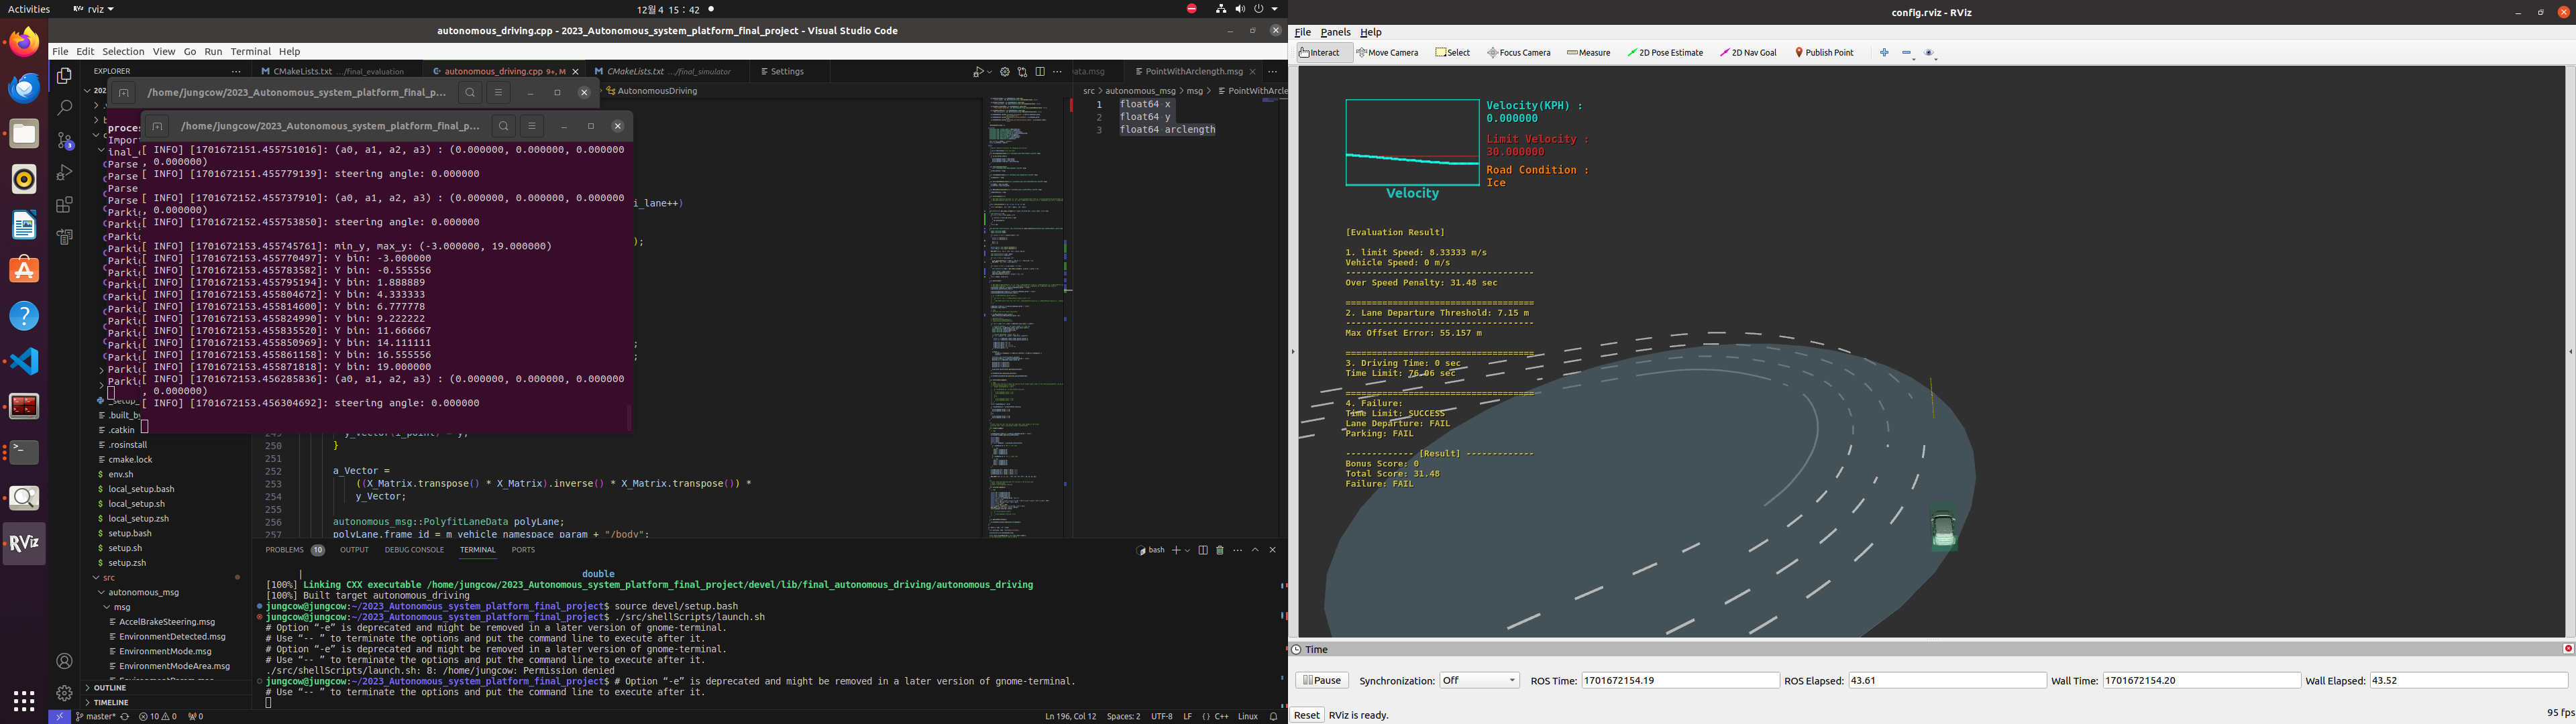 Activities
rviz
12월 4 15 : 42
autonomous_driving.cpp - 2023_Autonomous_system_platform_final_project - Visual Studio Code
File Edit Selection View Go Run Terminal Help
EXPLORER
CMakeLists.txt .../final_evaluation
autonomous_driving.cpp 9+, M
CMakeLists.txt .../final_simulator
Settings
PointWithArclength.msg
/home/jungcow/2023_Autonomous_system_platform_final_p...
AutonomousDriving
src > autonomous_msg > msg > PointWithArcle
1 float64 x
2 float64 y
3 float64 arclength
/home/jungcow/2023_Autonomous_system_platform_final_p...
[ INFO] [1701672151.455751016]: (a0, a1, a2, a3) : (0.000000, 0.000000, 0.000000
, 0.000000)
[ INFO] [1701672151.455779139]: steering angle: 0.000000
[ INFO] [1701672152.455737910]: (a0, a1, a2, a3) : (0.000000, 0.000000, 0.000000
, 0.000000)
[ INFO] [1701672152.455753850]: steering angle: 0.000000
[ INFO] [1701672153.455745761]: min_y, max_y: (-3.000000, 19.000000)
[ INFO] [1701672153.455770497]: Y bin: -3.000000
[ INFO] [1701672153.455783582]: Y bin: -0.555556
[ INFO] [1701672153.455795194]: Y bin: 1.888889
[ INFO] [1701672153.455804672]: Y bin: 4.333333
[ INFO] [1701672153.455814600]: Y bin: 6.777778
[ INFO] [1701672153.455824990]: Y bin: 9.222222
[ INFO] [1701672153.455835520]: Y bin: 11.666667
[ INFO] [1701672153.455850969]: Y bin: 14.111111
[ INFO] [1701672153.455861158]: Y bin: 16.555556
[ INFO] [1701672153.455871818]: Y bin: 19.000000
[ INFO] [1701672153.456285836]: (a0, a1, a2, a3) : (0.000000, 0.000000, 0.000000
, 0.000000)
[ INFO] [1701672153.456304692]: steering angle: 0.000000
i_lane++)
.built_by
.catkin
.rosinstall
cmake.lock
env.sh
local_setup.bash
local_setup.sh
local_setup.zsh
setup.bash
setup.sh
setup.zsh
src
autonomous_msg
msg
AccelBrakeSteering.msg
EnvironmentDetected.msg
EnvironmentMode.msg
EnvironmentModeArea.msg
OUTLINE
TIMELINE
250 }
251
252 a_Vector =
253 ((X_Matrix.transpose() * X_Matrix).inverse() * X_Matrix.transpose()) *
254 y_Vector;
255
256 autonomous_msg::PolyfitLaneData polyLane;
257 polyLane.frame_id = m_vehicle_namespace_param + "/body";
PROBLEMS 10 OUTPUT DEBUG CONSOLE TERMINAL PORTS
bash
| double
[100%] Linking CXX executable /home/jungcow/2023_Autonomous_system_platform_final_project/devel/lib/final_autonomous_driving/autonomous_driving
[100%] Built target autonomous_driving
jungcow@jungcow:~/2023_Autonomous_system_platform_final_project$ source devel/setup.bash
jungcow@jungcow:~/2023_Autonomous_system_platform_final_project$ ./src/shellScripts/launch.sh
# Option “-e” is deprecated and might be removed in a later version of gnome-terminal.
# Use “-- ” to terminate the options and put the command line to execute after it.
# Option “-e” is deprecated and might be removed in a later version of gnome-terminal.
# Use “-- ” to terminate the options and put the command line to execute after it.
./src/shellScripts/launch.sh: 8: /home/jungcow: Permission denied
jungcow@jungcow:~/2023_Autonomous_system_platform_final_project$ # Option “-e” is deprecated and might be removed in a later version of gnome-terminal.
# Use “-- ” to terminate the options and put the command line to execute after it.
master* 10 0 0
Ln 196, Col 12 Spaces: 2 UTF-8 LF {} C++ Linux
config.rviz - RViz
File Panels Help
Interact Move Camera Select Focus Camera Measure 2D Pose Estimate 2D Nav Goal Publish Point
Velocity
Velocity(KPH) :
0.000000
Limit Velocity :
30.000000
Road Condition :
Ice
[Evaluation Result]
1. limit Speed: 8.33333 m/s
Vehicle Speed: 0 m/s
-----------------------------------
Over Speed Penalty: 31.48 sec
===================================
2. Lane Departure Threshold: 7.15 m
-----------------------------------
Max Offset Error: 55.157 m
===================================
3. Driving Time: 0 sec
Time Limit: 76.06 sec
===================================
4. Failure:
Time Limit: SUCCESS
Lane Departure: FAIL
Parking: FAIL
------------- [Result] -------------
Bonus Score: 0
Total Score: 31.48
Failure: FAIL
Time
Pause Synchronization: Off ROS Time: 1701672154.19 ROS Elapsed: 43.61 Wall Time: 1701672154.20 Wall Elapsed: 43.52
Reset RViz is ready.
95 fps